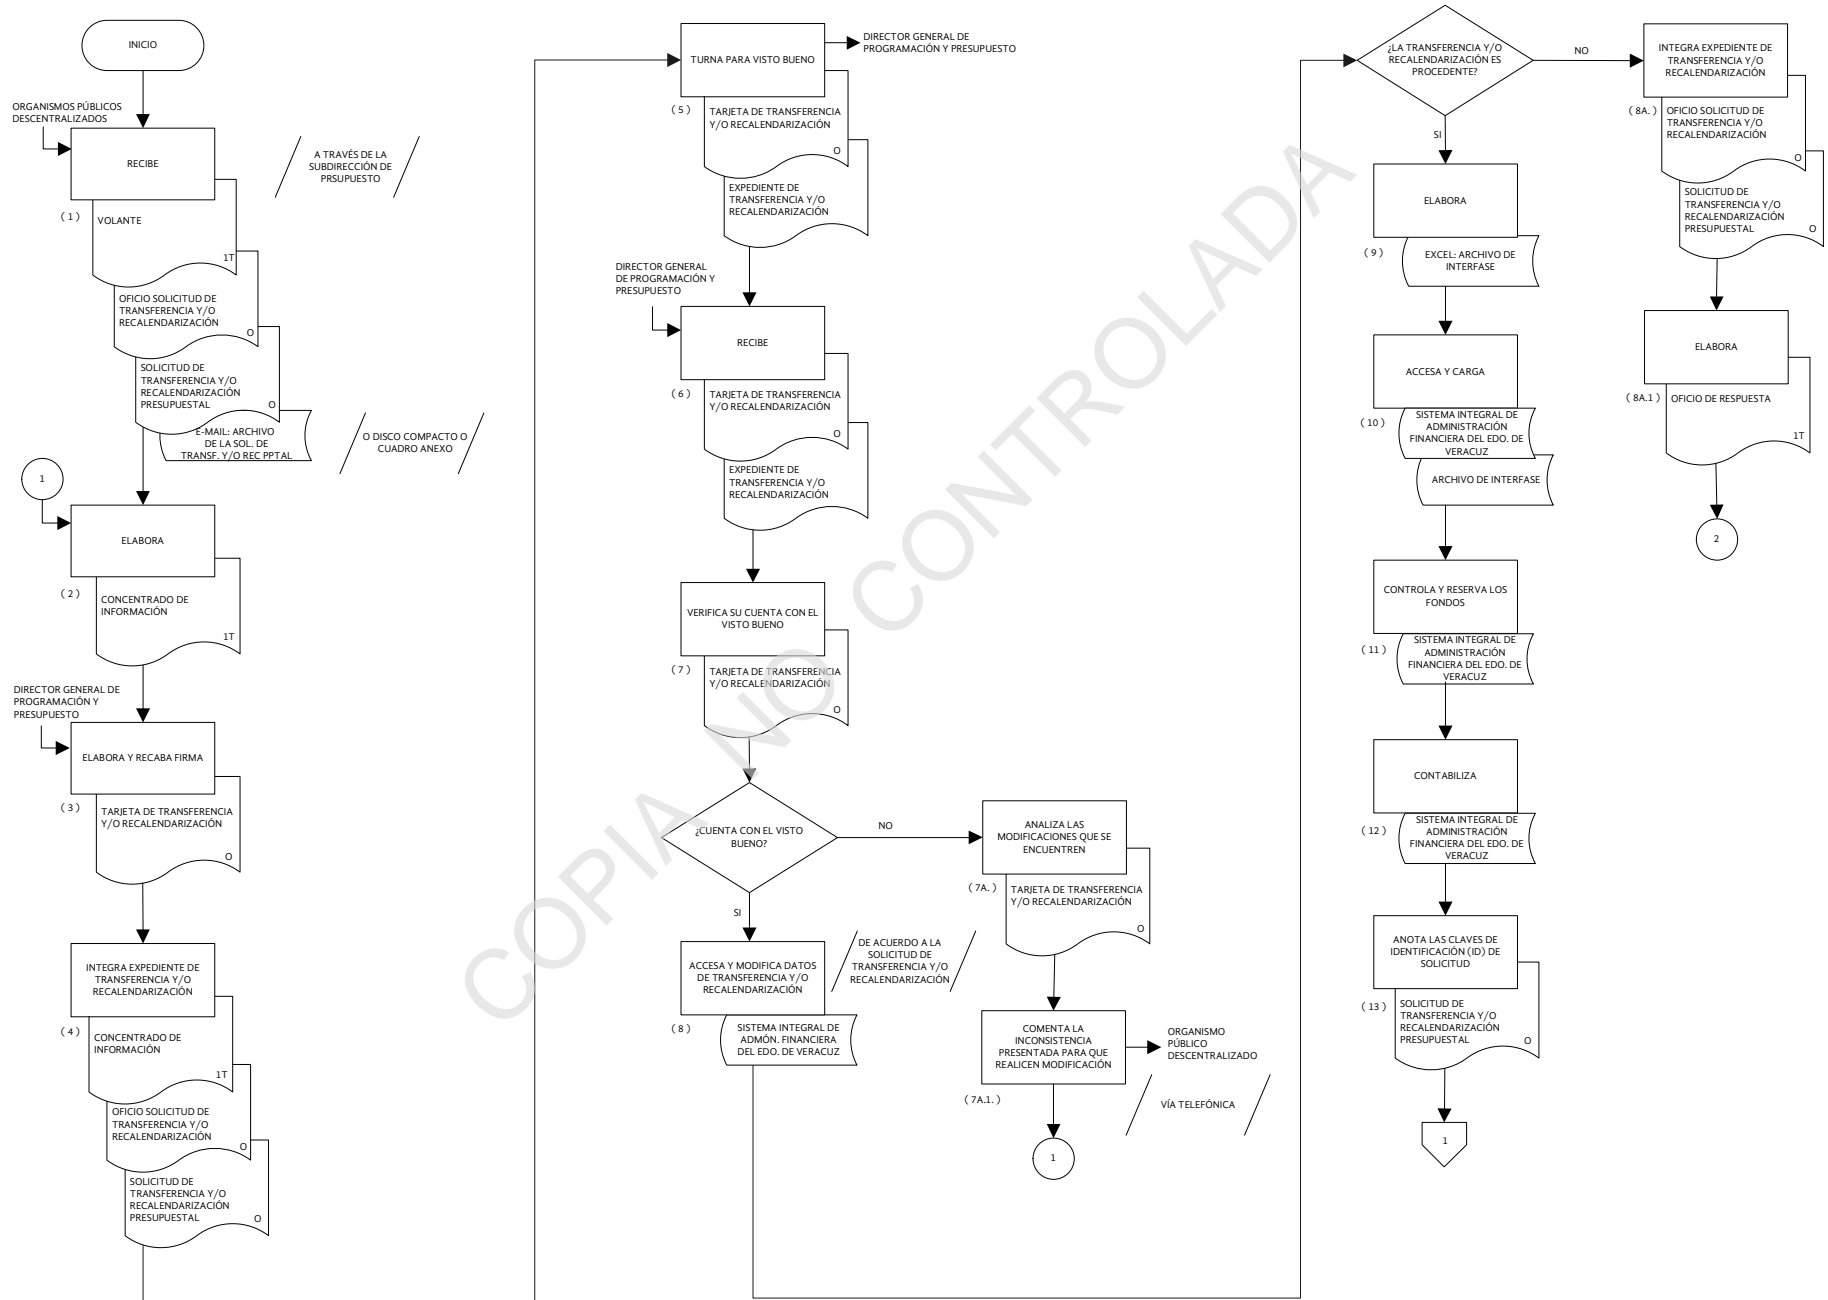 INICIO
ORGANISMOS PÚBLICOS
DESCENTRALIZADOS
RECIBE
A TRAVÉS DE LA
SUBDIRECCIÓN DE
PRSUPUESTO
( 1 )
VOLANTE
1T
OFICIO SOLICITUD DE
TRANSFERENCIA Y/O
RECALENDARIZACIÓN
O
SOLICITUD DE
TRANSFERENCIA Y/O
RECALENDARIZACIÓN
PRESUPUESTAL
O
E-MAIL: ARCHIVO
DE LA SOL. DE
TRANSF. Y/O REC PPTAL
O DISCO COMPACTO O
CUADRO ANEXO
1
ELABORA
( 2 )
CONCENTRADO DE
INFORMACIÓN
1T
DIRECTOR GENERAL DE
PROGRAMACIÓN Y
PRESUPUESTO
ELABORA Y RECABA FIRMA
( 3 )
TARJETA DE TRANSFERENCIA
Y/O RECALENDARIZACIÓN
O
INTEGRA EXPEDIENTE DE
TRANSFERENCIA Y/O
RECALENDARIZACIÓN
( 4 )
CONCENTRADO DE
INFORMACIÓN
1T
OFICIO SOLICITUD DE
TRANSFERENCIA Y/O
RECALENDARIZACIÓN
O
SOLICITUD DE
TRANSFERENCIA Y/O
RECALENDARIZACIÓN
PRESUPUESTAL
O
TURNA PARA VISTO BUENO
DIRECTOR GENERAL DE
PROGRAMACIÓN Y PRESUPUESTO
( 5 )
TARJETA DE TRANSFERENCIA
Y/O RECALENDARIZACIÓN
O
EXPEDIENTE DE
TRANSFERENCIA Y/O
RECALENDARIZACIÓN
DIRECTOR GENERAL
DE PROGRAMACIÓN Y
PRESUPUESTO
RECIBE
( 6 )
TARJETA DE TRANSFERENCIA
Y/O RECALENDARIZACIÓN
O
EXPEDIENTE DE
TRANSFERENCIA Y/O
RECALENDARIZACIÓN
VERIFICA SU CUENTA CON EL
VISTO BUENO
( 7 )
TARJETA DE TRANSFERENCIA
Y/O RECALENDARIZACIÓN
O
¿CUENTA CON EL VISTO
BUENO?
NO
SI
ANALIZA LAS
MODIFICACIONES QUE SE
ENCUENTREN
( 7A. )
TARJETA DE TRANSFERENCIA
Y/O RECALENDARIZACIÓN
O
ACCESA Y MODIFICA DATOS
DE TRANSFERENCIA Y/O
RECALENDARIZACIÓN
DE ACUERDO A LA
SOLICITUD DE
TRANSFERENCIA Y/O
RECALENDARIZACIÓN
( 8 )
SISTEMA INTEGRAL DE
ADMÓN. FINANCIERA
DEL EDO. DE VERACUZ
COMENTA LA
INCONSISTENCIA
PRESENTADA PARA QUE
REALICEN MODIFICACIÓN
ORGANISMO
PÚBLICO
DESCENTRALIZADO
( 7A.1. )
VÍA TELEFÓNICA
1
¿LA TRANSFERENCIA Y/O
RECALENDARIZACIÓN ES
PROCEDENTE?
NO
SI
ELABORA
( 9 )
EXCEL: ARCHIVO DE
INTERFASE
ACCESA Y CARGA
( 10 )
SISTEMA INTEGRAL DE
ADMINISTRACIÓN
FINANCIERA DEL EDO. DE
VERACUZ
ARCHIVO DE INTERFASE
CONTROLA Y RESERVA LOS
FONDOS
( 11 )
SISTEMA INTEGRAL DE
ADMINISTRACIÓN
FINANCIERA DEL EDO. DE
VERACUZ
CONTABILIZA
( 12 )
SISTEMA INTEGRAL DE
ADMINISTRACIÓN
FINANCIERA DEL EDO. DE
VERACUZ
ANOTA LAS CLAVES DE
IDENTIFICACIÓN (ID) DE
SOLICITUD
( 13 )
SOLICITUD DE
TRANSFERENCIA Y/O
RECALENDARIZACIÓN
PRESUPUESTAL
O
1
INTEGRA EXPEDIENTE DE
TRANSFERENCIA Y/O
RECALENDARIZACIÓN
( 8A. )
OFICIO SOLICITUD DE
TRANSFERENCIA Y/O
RECALENDARIZACIÓN
O
SOLICITUD DE
TRANSFERENCIA Y/O
RECALENDARIZACIÓN
PRESUPUESTAL
O
ELABORA
( 8A.1 )
OFICIO DE RESPUESTA
1T
2
COPIA NO CONTROLADA